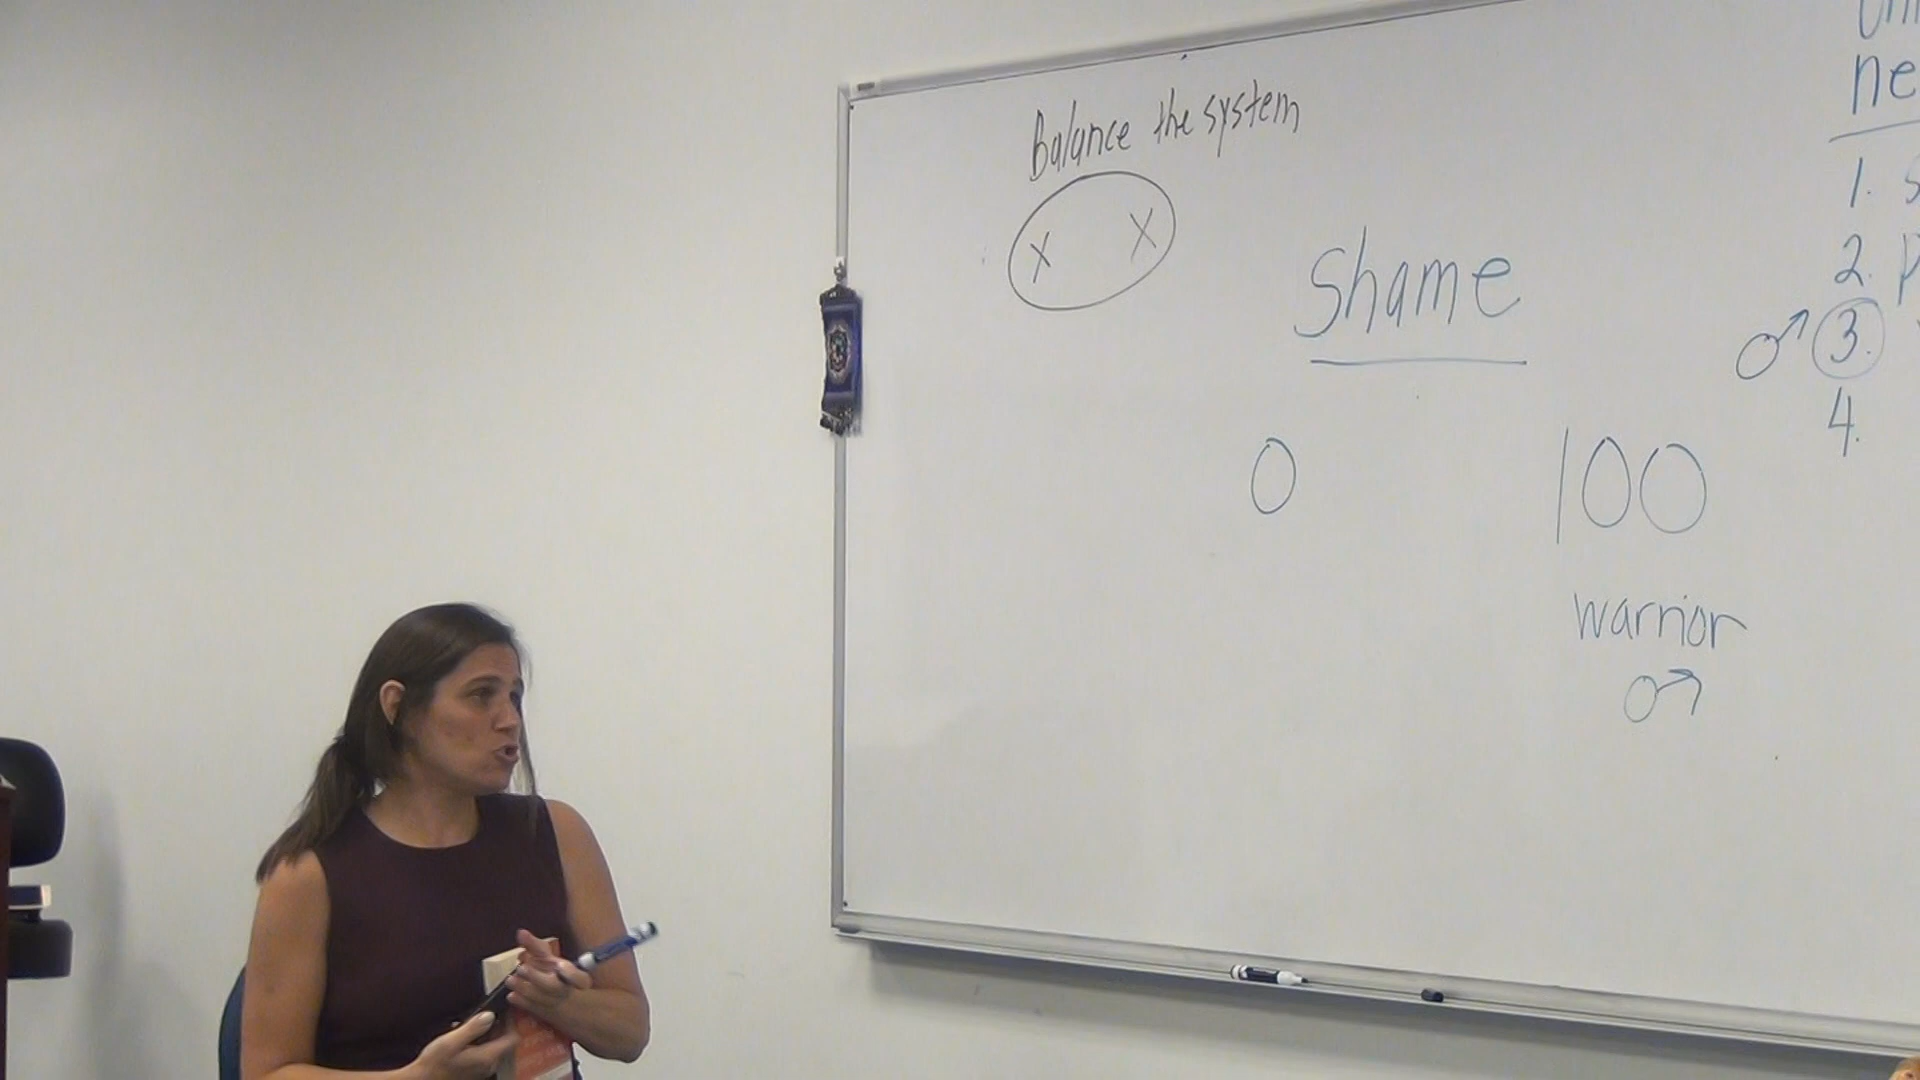 Balance the system
X X
Shame
0 100
warrior
♂
ne
1. S
2. P
♂ 3.
4.